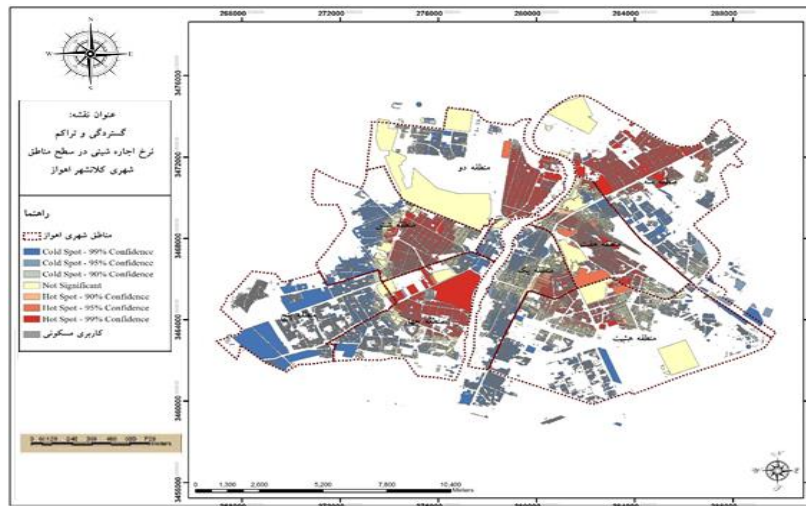 268000 272000 276000 280000 284000 288000
N
W E
S
عنوان نقشه:
گستردگی و تراکم
نرخ اجاره نشینی در سطح مناطق
شهری کلانشهر اهواز
راهنما
مناطق شهری اهواز
Cold Spot - 99% Confidence
Cold Spot - 95% Confidence
Cold Spot - 90% Confidence
Not Significant
Hot Spot - 90% Confidence
Hot Spot - 95% Confidence
Hot Spot - 99% Confidence
کاربری مسکونی
3476000
3472000
3468000
3464000
3460000
منطقه دو
منطقه یک
منطقه هشت
0 1,300 2,600 5,200 7,800 10,400
Meters